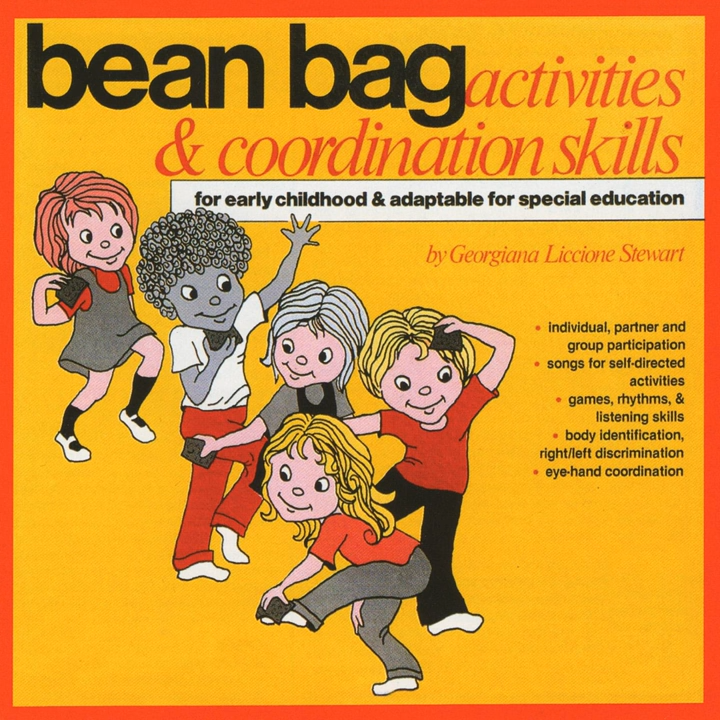 bean bag activities
& coordination skills
for early childhood & adaptable for special education
by Georgiana Liccione Stewart
• individual, partner and
group participation
• songs for self-directed
activities
• games, rhythms, &
listening skills
• body identification,
right/left discrimination
• eye-hand coordination